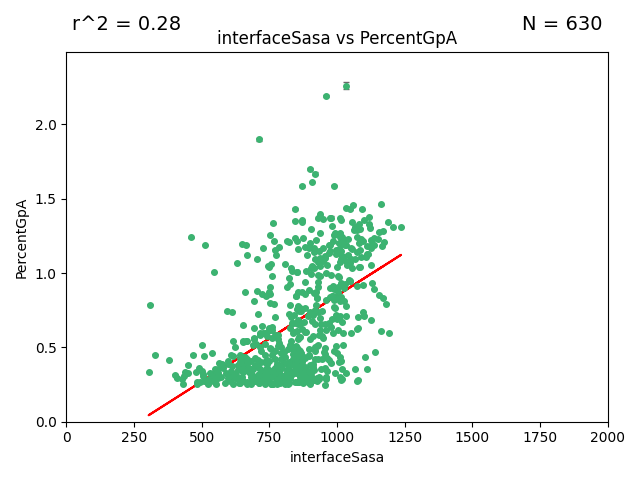 r^2 = 0.28
N = 630
interfaceSasa vs PercentGpA
PercentGpA
2.0
1.5
1.0
0.5
0.0
0 250 500 750 1000 1250 1500 1750 2000
interfaceSasa